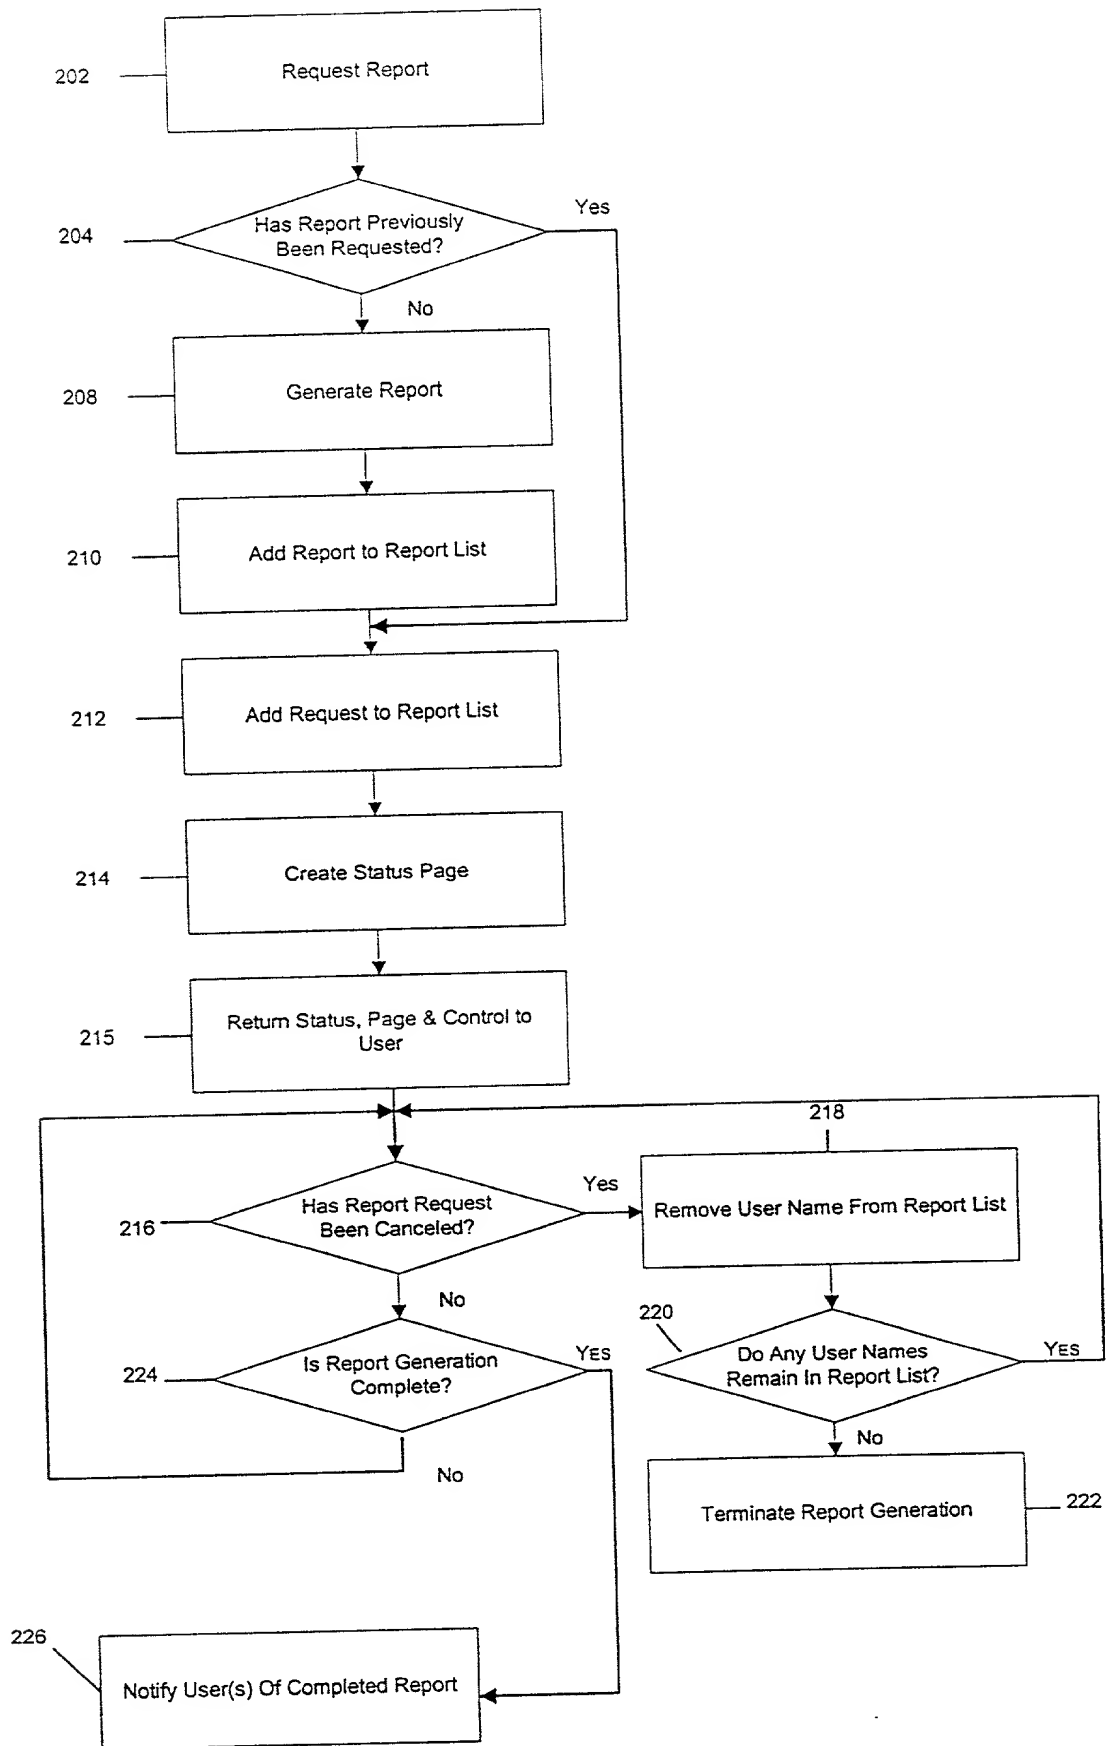 202
Request Report
204
Has Report Previously
Been Requested?
Yes
No
208
Generate Report
210
Add Report to Report List
212
Add Request to Report List
214
Create Status Page
215
Return Status, Page & Control to
User
218
216
Has Report Request
Been Canceled?
Yes
Remove User Name From Report List
No
220
224
Is Report Generation
Complete?
YES
Do Any User Names
Remain In Report List?
YES
No
No
Terminate Report Generation
222
226
Notify User(s) Of Completed Report